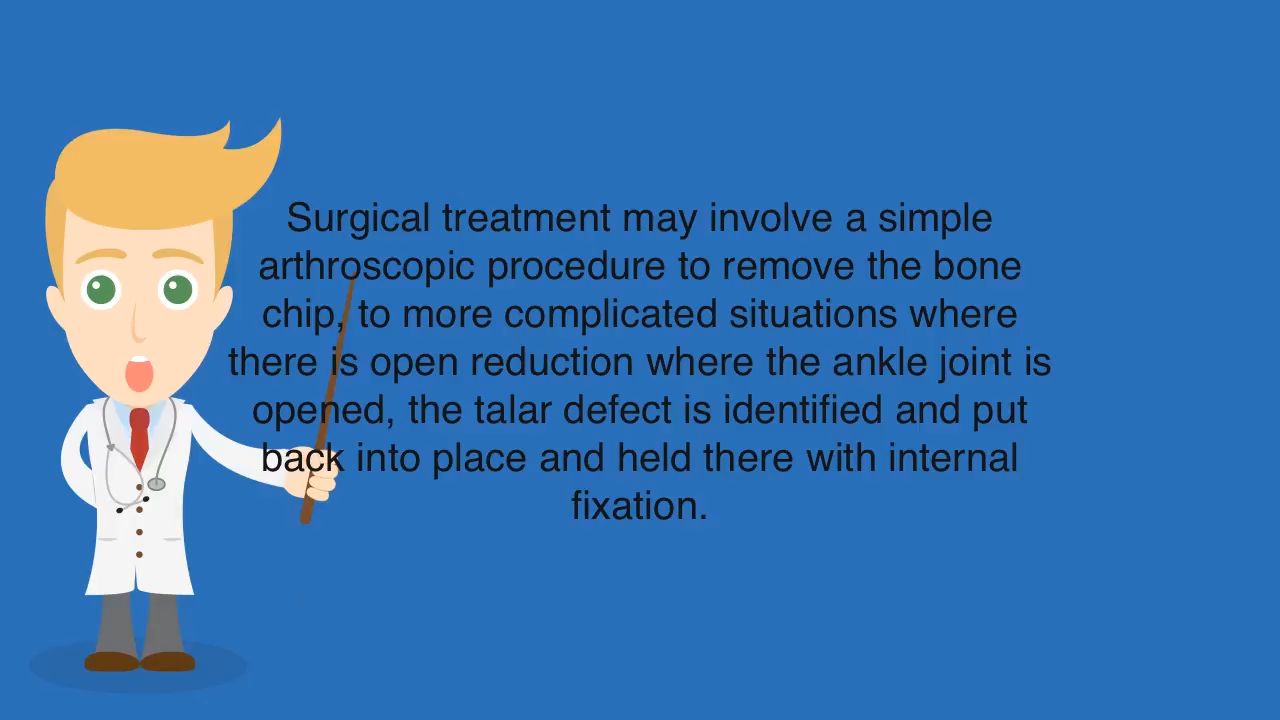 Surgical treatment may involve a simple
arthroscopic procedure to remove the bone
chip, to more complicated situations where
there is open reduction where the ankle joint is
opened, the talar defect is identified and put
back into place and held there with internal
fixation.